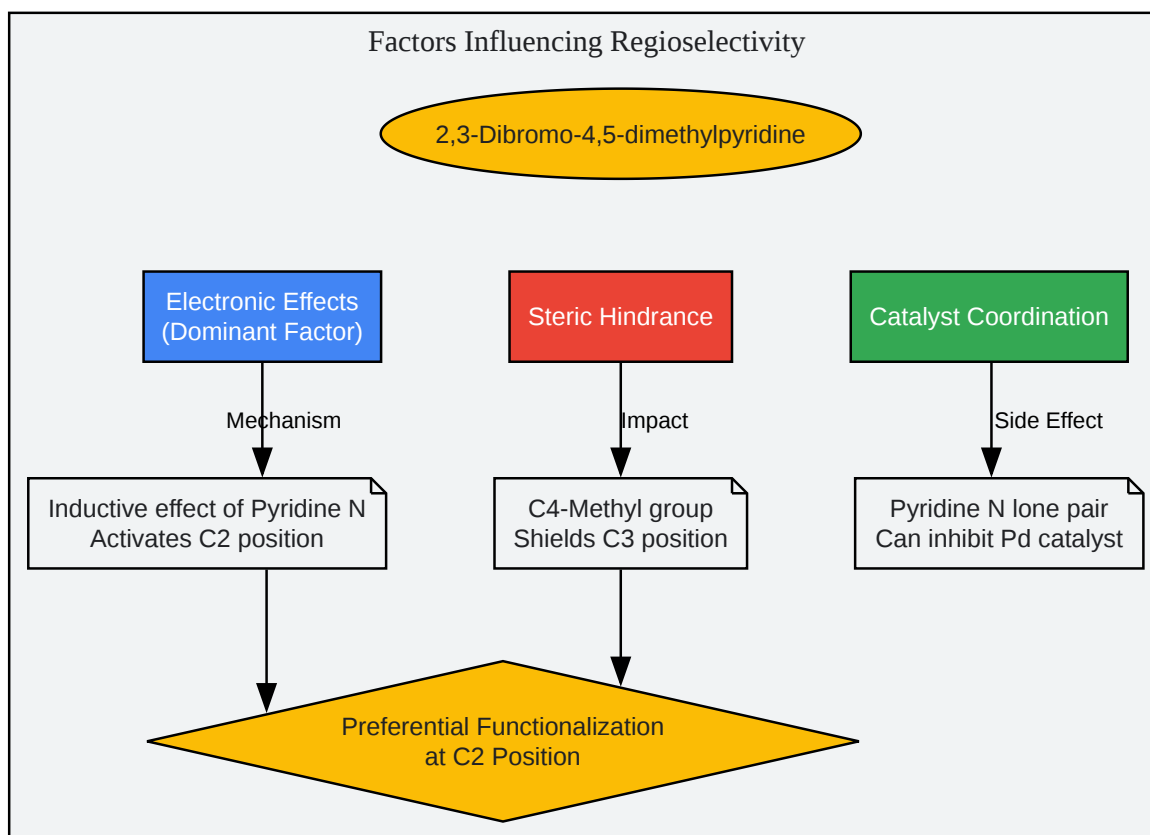 Factors Influencing Regioselectivity
2,3-Dibromo-4,5-dimethylpyridine
Electronic Effects
(Dominant Factor)
Steric Hindrance
Catalyst Coordination
Mechanism
Impact
Side Effect
Inductive effect of Pyridine N
Activates C2 position
C4-Methyl group
Shields C3 position
Pyridine N lone pair
Can inhibit Pd catalyst
Preferential Functionalization
at C2 Position